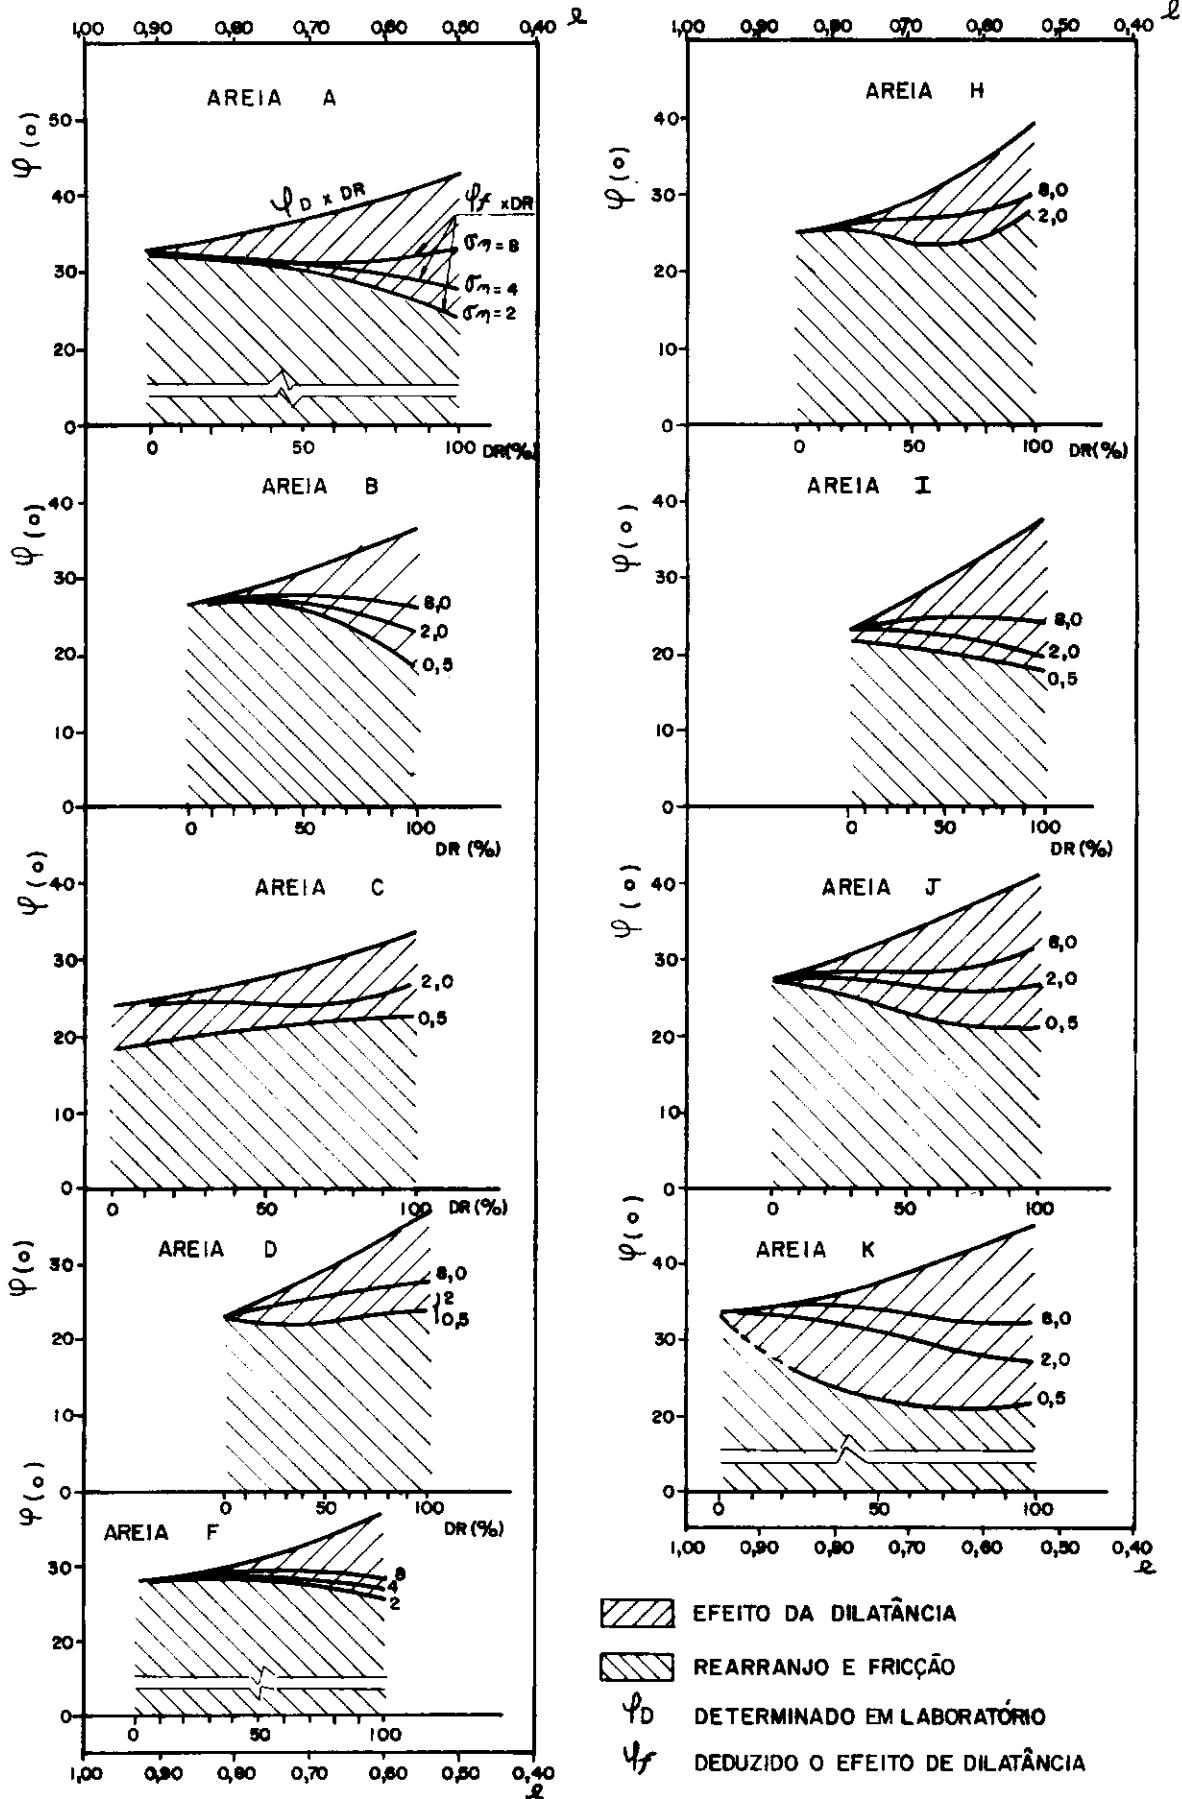 1,00 0,90 0,80 0,70 0,60 0,50 0,40 e
AREIA A
φ (o)
50
40
30
20
0
φD x DR
φf x DR
σn = 8
σn = 4
σn = 2
0 50 100 DR(%)
AREIA B
φ (o)
40
30
20
10
0
8,0
2,0
0,5
0 50 100
DR (%)
AREIA C
φ (o)
40
30
20
10
0
2,0
0,5
0 50 100 DR(%)
AREIA D
φ (o)
30
20
10
0
8,0
2
0,5
0 50 100
DR (%)
AREIA F
φ (o)
30
20
0
8
4
2
0 50 100
1,00 0,90 0,80 0,70 0,60 0,50 0,40
e
1,00 0,90 0,80 0,70 0,60 0,50 0,40 e
AREIA H
φ (o)
40
30
20
10
0
8,0
2,0
0 50 100 DR(%)
AREIA I
φ (o)
40
30
20
10
0
8,0
2,0
0,5
0 50 100
DR(%)
AREIA J
φ (o)
40
30
20
10
0
8,0
2,0
0,5
0 50 100
AREIA K
φ (o)
40
30
20
0
8,0
2,0
0,5
0 50 100
1,00 0,90 0,80 0,70 0,60 0,50 0,40
e
EFEITO DA DILATÂNCIA
REARRANJO E FRICÇÃO
φD DETERMINADO EM LABORATÓRIO
φf DEDUZIDO O EFEITO DE DILATÂNCIA